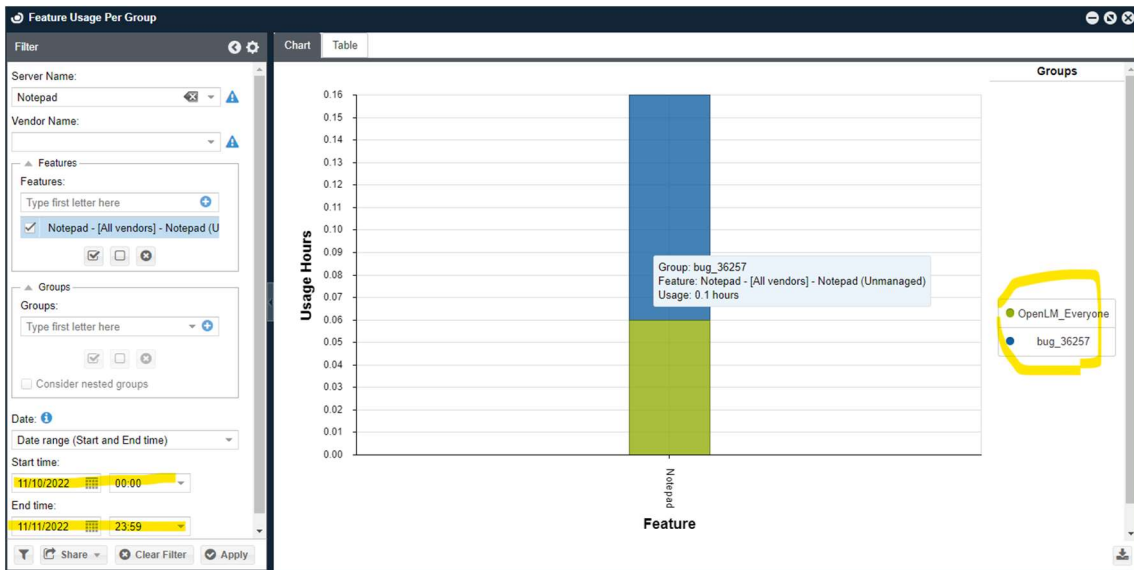 Feature Usage Per Group
Filter
Server Name:
Notepad
Vendor Name:
Features
Features:
Type first letter here
Notepad - [All vendors] - Notepad (U
Groups
Groups:
Type first letter here
Consider nested groups
Date:
Date range (Start and End time)
Start time:
11/10/2022 00:00
End time:
11/11/2022 23:59
Share Clear Filter Apply
Chart Table
Usage Hours
0.16
0.15
0.14
0.13
0.12
0.11
0.10
0.09
0.08
0.07
0.06
0.05
0.04
0.03
0.02
0.01
0.00
Group: bug_36257
Feature: Notepad - [All vendors] - Notepad (Unmanaged)
Usage: 0.1 hours
Notepad
Feature
Groups
OpenLM_Everyone
bug_36257